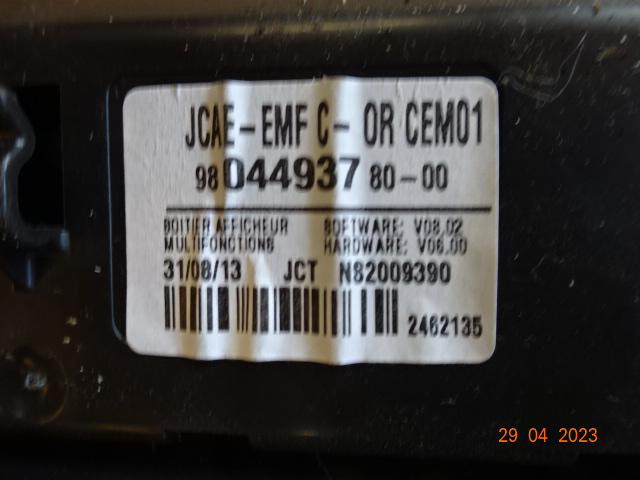 JCAE-EMF C- OR CEM01
98 044937 80-00
BOITIER AFFICHEUR SOFTWARE: V08.02
MULTIFONCTIONS HARDWARE: V06.00
31/08/13 JCT N82009390
2462135
29 04 2023